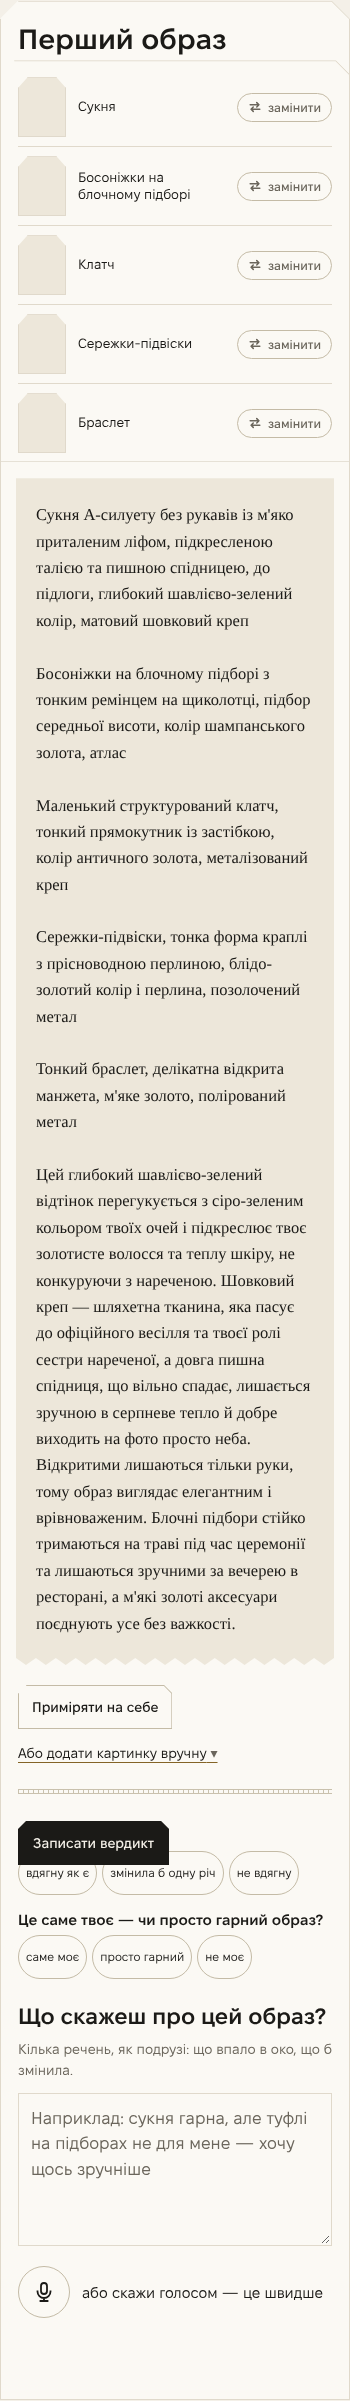 Перший образ
Сукня
замінити
Босоніжки на
блочному підборі
замінити
Клатч
замінити
Сережки-підвіски
замінити
Браслет
замінити
Сукня А-силуету без рукавів із м'яко
приталеним ліфом, підкресленою
талією та пишною спідницею, до
підлоги, глибокий шавлієво-зелений
колір, матовий шовковий креп
Босоніжки на блочному підборі з
тонким ремінцем на щиколотці, підбор
середньої висоти, колір шампанського
золота, атлас
Маленький структурований клатч,
тонкий прямокутник із застібкою,
колір античного золота, металізований
креп
Сережки-підвіски, тонка форма краплі
з прісноводною перлиною, блідо-
золотий колір і перлина, позолочений
метал
Тонкий браслет, делікатна відкрита
манжета, м'яке золото, полірований
метал
Цей глибокий шавлієво-зелений
відтінок перегукується з сіро-зеленим
кольором твоїх очей і підкреслює твоє
золотисте волосся та теплу шкіру, не
конкуруючи з нареченою. Шовковий
креп — шляхетна тканина, яка пасує
до офіційного весілля та твоєї ролі
сестри нареченої, а довга пишна
спідниця, що вільно спадає, лишається
зручною в серпневе тепло й добре
виходить на фото просто неба.
Відкритими лишаються тільки руки,
тому образ виглядає елегантним і
врівноваженим. Блочні підбори стійко
тримаються на траві під час церемонії
та лишаються зручними за вечерею в
ресторані, а м'які золоті аксесуари
поєднують усе без важкості.
Приміряти на себе
Або додати картинку вручну ▾
Записати вердикт
вдягну як є
змінила б одну річ
не вдягну
Це саме твоє — чи просто гарний образ?
саме моє
просто гарний
не моє
Що скажеш про цей образ?
Кілька речень, як подрузі: що впало в око, що б
змінила.
Наприклад: сукня гарна, але туфлі
на підборах не для мене — хочу
щось зручніше
або скажи голосом — це швидше